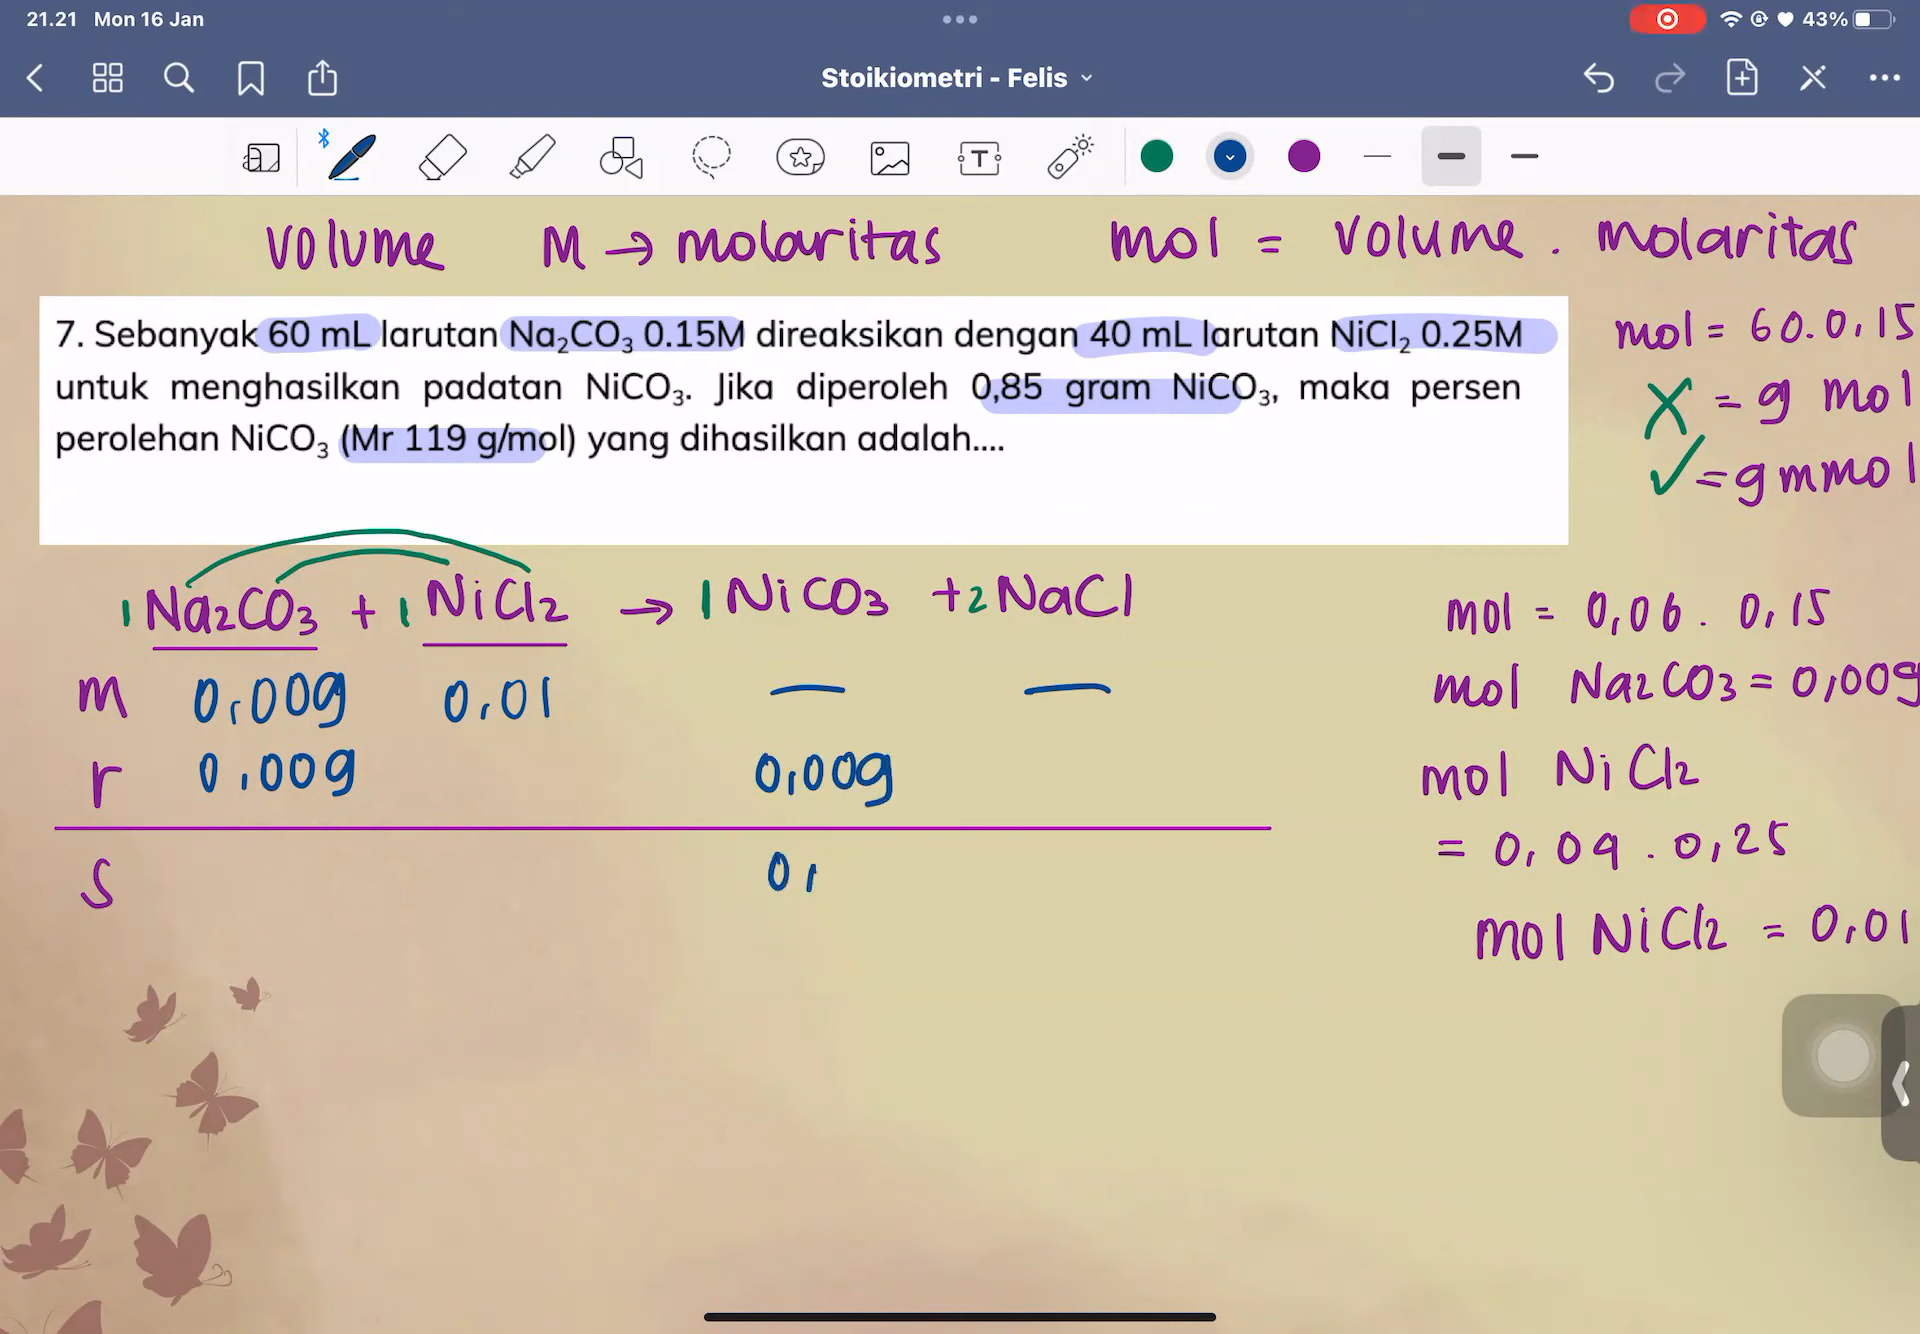 21.21 Mon 16 Jan
43%
Stoikiometri - Felis
volume M → molaritas mol = volume . molaritas
7. Sebanyak 60 mL larutan Na₂CO₃ 0.15M direaksikan dengan 40 mL larutan NiCl₂ 0.25M
untuk menghasilkan padatan NiCO₃. Jika diperoleh 0,85 gram NiCO₃, maka persen
perolehan NiCO₃ (Mr 119 g/mol) yang dihasilkan adalah....
mol = 60.0,15
X = 9 mol
✓ = 9 mmol
1 Na2CO3 + 1 NiCl2 → 1 NiCO3 + 2 NaCl
m 0,009 0,01 — —
r 0,009 0,009
s 0,
mol = 0,06 . 0,15
mol Na2CO3 = 0,009
mol NiCl2
= 0,04 . 0,25
mol NiCl2 = 0,01